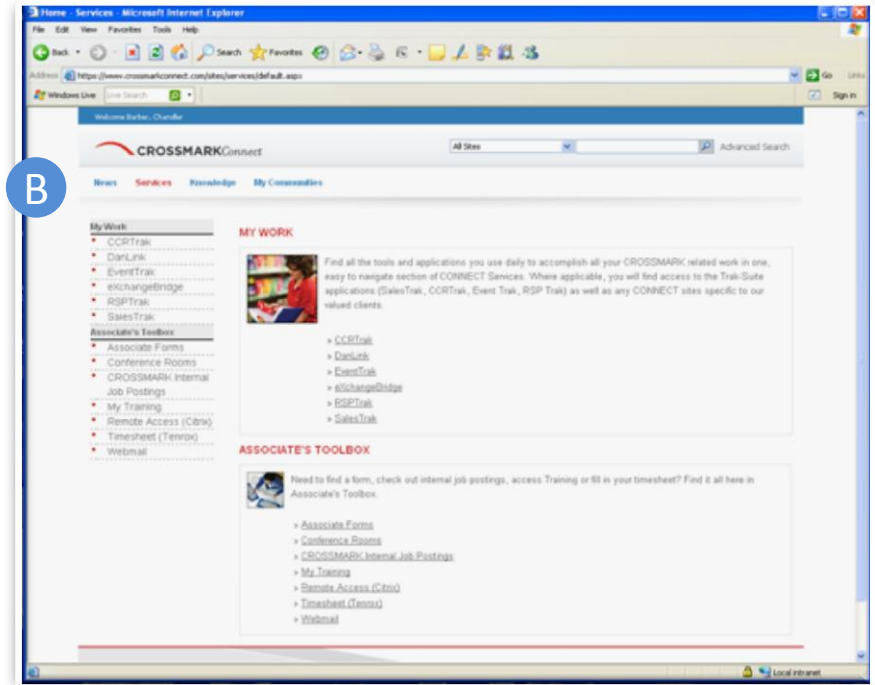 Home - Services - Microsoft Internet Explorer
File Edit View Favorites Tools Help
Back Search Favorites
Address https://www.crossmarkconnect.com/sites/services/default.aspx Go Links
Windows Live Live Search Sign in
Welcome Barber, Chandler
CROSSMARKConnect All Sites Advanced Search
B
News Services Knowledge My Communities
My Work
CCRTrak
DanLink
EventTrak
eXchangeBridge
RSPTrak
SalesTrak
Associate's Toolbox
Associate Forms
Conference Rooms
CROSSMARK Internal
Job Postings
My Training
Remote Access (Citrix)
Timesheet (Tenrox)
Webmail
MY WORK
Find all the tools and applications you use daily to accomplish all your CROSSMARK related work in one,
easy to navigate section of CONNECT Services. Where applicable, you will find access to the Trak-Suite
applications (SalesTrak, CCRTrak, Event Trak, RSP Trak) as well as any CONNECT sites specific to our
valued clients.
» CCRTrak
» DanLink
» EventTrak
» eXchangeBridge
» RSPTrak
» SalesTrak
ASSOCIATE'S TOOLBOX
Need to find a form, check out internal job postings, access Training or fill in your timesheet? Find it all here in
Associate's Toolbox.
» Associate Forms
» Conference Rooms
» CROSSMARK Internal Job Postings
» My Training
» Remote Access (Citrix)
» Timesheet (Tenrox)
» Webmail
Local intranet